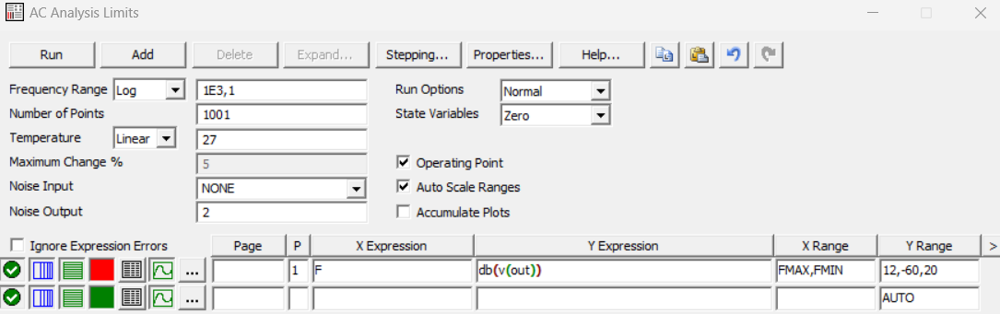 AC Analysis Limits
Run Add Delete Expand... Stepping... Properties... Help...
Frequency Range Log 1E3,1 Run Options Normal
Number of Points 1001 State Variables Zero
Temperature Linear 27
Maximum Change % 5 Operating Point
Noise Input NONE Auto Scale Ranges
Noise Output 2 Accumulate Plots
Ignore Expression Errors Page P X Expression Y Expression X Range Y Range >
... 1 F db(v(out)) FMAX,FMIN 12,-60,20
... AUTO